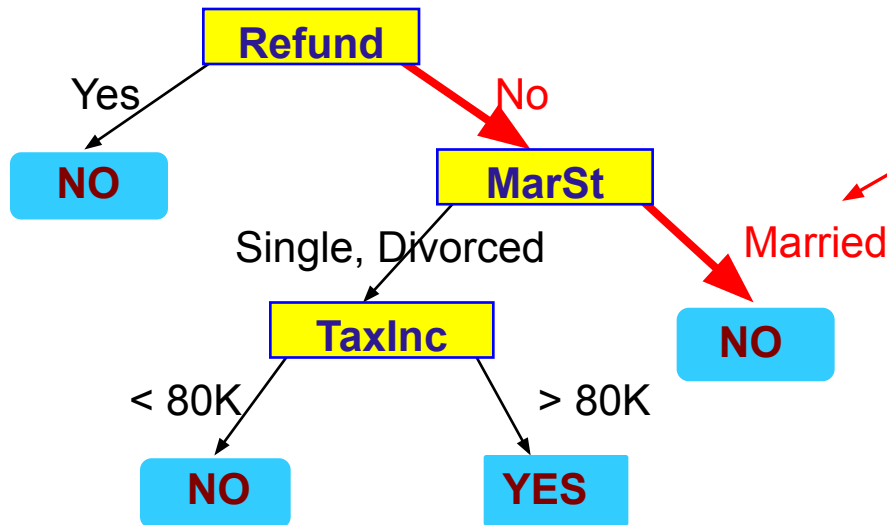 Refund
Yes
No
NO
MarSt
Single, Divorced
Married
TaxInc
NO
< 80K
> 80K
NO
YES